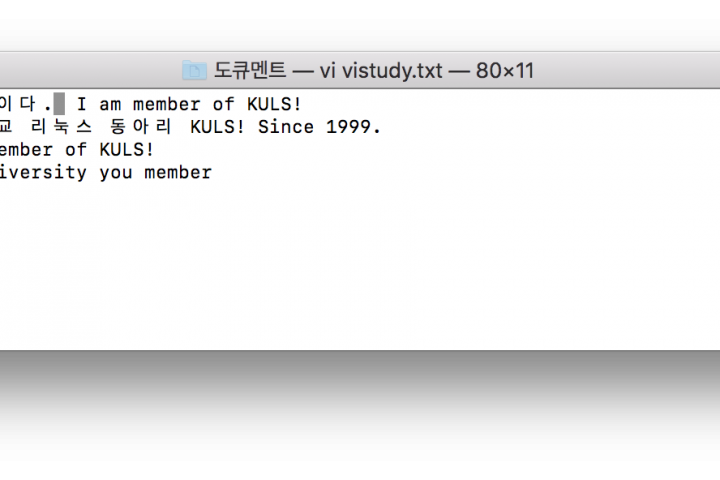 도큐멘트 — vi vistudy.txt — 80×11
이다. I am member of KULS!
교 리눅스 동아리 KULS! Since 1999.
ember of KULS!
iversity you member